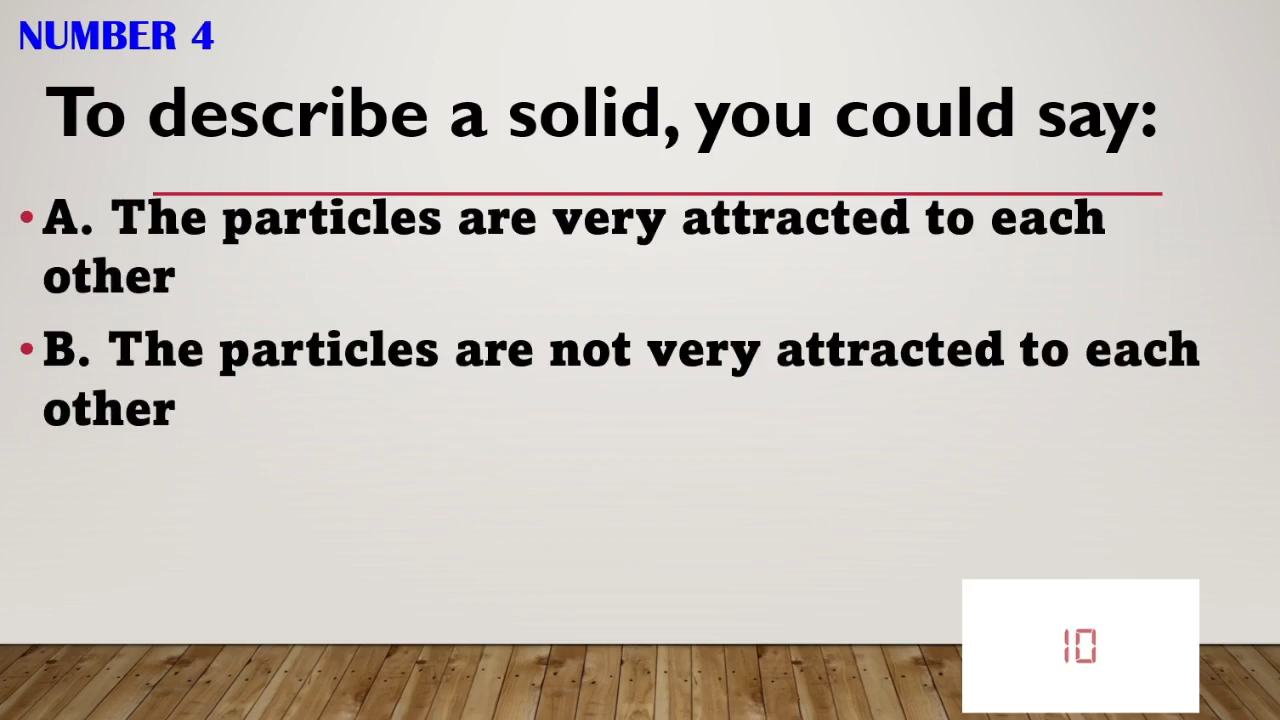 NUMBER 4
To describe a solid, you could say:
• A. The particles are very attracted to each
other
• B. The particles are not very attracted to each
other
10